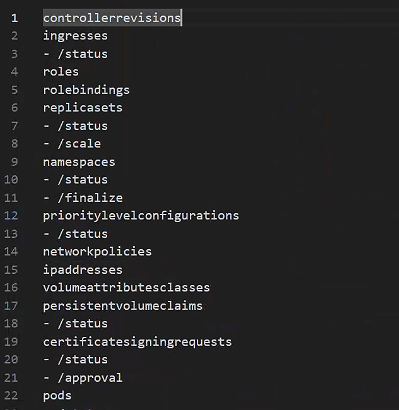 1 controllerrevisions
2 ingresses
3 - /status
4 roles
5 rolebindings
6 replicasets
7 - /status
8 - /scale
9 namespaces
10 - /status
11 - /finalize
12 prioritylevelconfigurations
13 - /status
14 networkpolicies
15 ipaddresses
16 volumeattributesclasses
17 persistentvolumeclaims
18 - /status
19 certificatesigningrequests
20 - /status
21 - /approval
22 pods